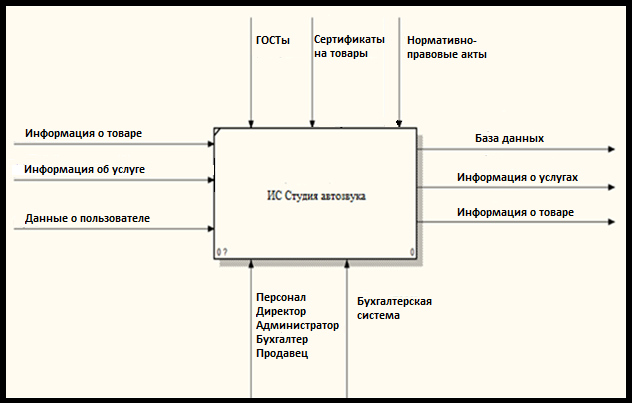 ГОСТы
Сертификаты
на товары
Нормативно-
правовые акты
Информация о товаре
Информация об услуге
Данные о пользователе
ИС Студия автозвука
0 ?
0
База данных
Информация о услугах
Информация о товаре
Персонал
Директор
Администратор
Бухгалтер
Продавец
Бухгалтерская
система